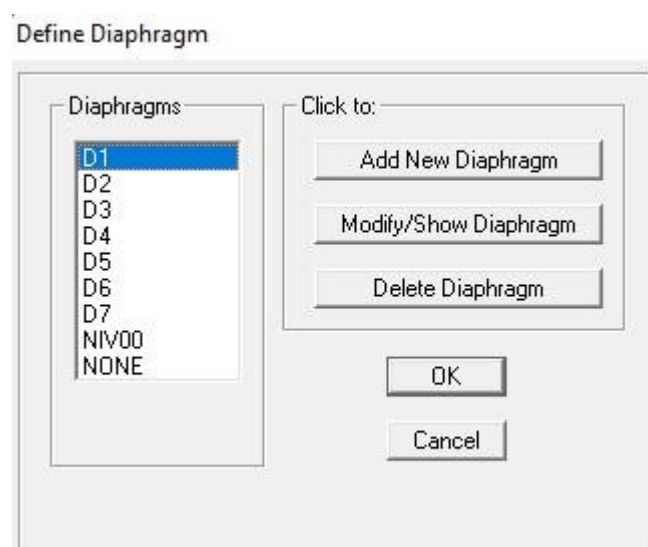 Define Diaphragm
Diaphragms
D1
D2
D3
D4
D5
D6
D7
NIV00
NONE
Click to:
Add New Diaphragm
Modify/Show Diaphragm
Delete Diaphragm
OK
Cancel